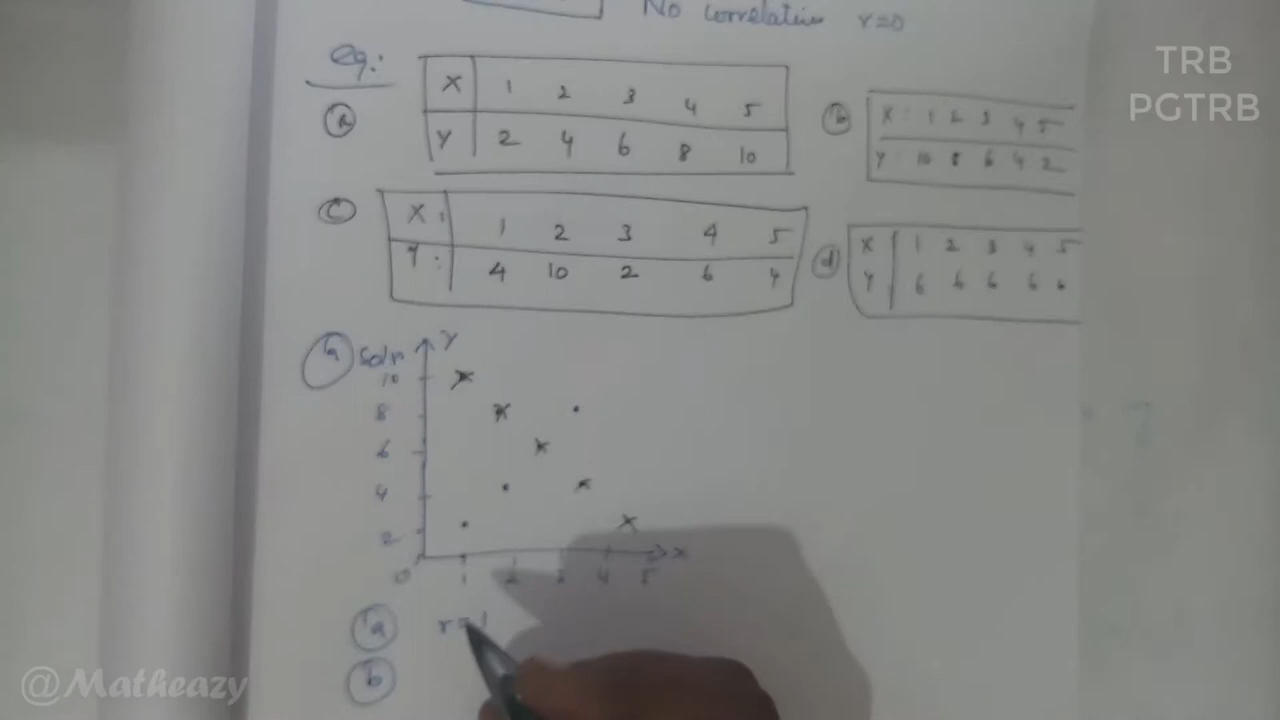 No correlation r=0
TRB
PGTRB
Eg:
a
X 1 2 3 4 5
Y 2 4 6 8 10
b
X : 1 2 3 4 5
Y 10 8 6 4 2
c
X : 1 2 3 4 5
Y : 4 10 2 6 4
d
X 1 2 3 4 5
Y 6 6 6 6 6
a Soln
Y
10
8
6
4
2
0 1 2 3 4 5 X
a r=1
b
@Matheazy